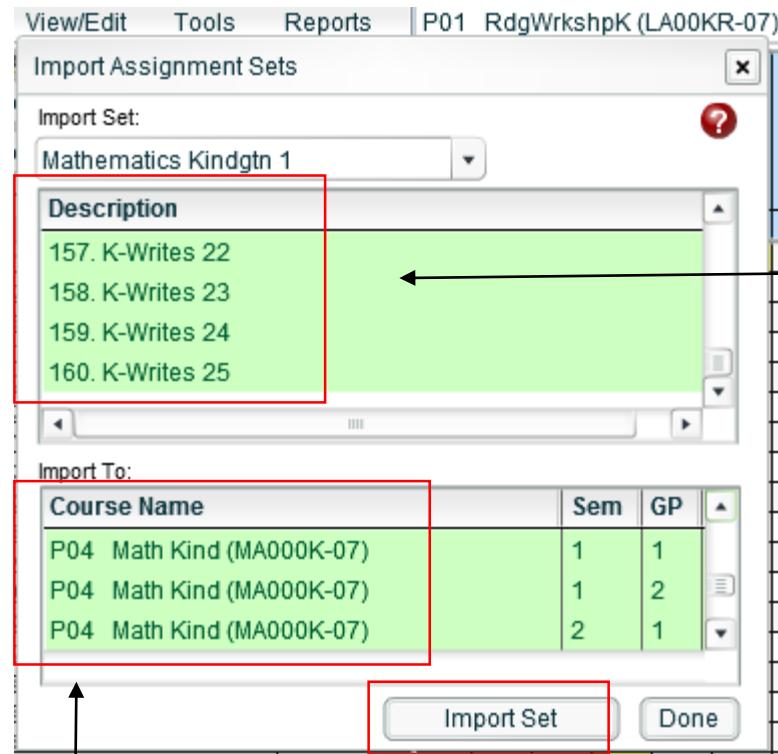 View/Edit Tools Reports P01 RdgWrkshpK (LA00KR-07)
Import Assignment Sets
Import Set:
?
Mathematics Kindgtn 1
Description
157. K-Writes 22
158. K-Writes 23
159. K-Writes 24
160. K-Writes 25
Import To:
Course Name Sem GP
P04 Math Kind (MA000K-07) 1 1
P04 Math Kind (MA000K-07) 1 2
P04 Math Kind (MA000K-07) 2 1
Import Set Done